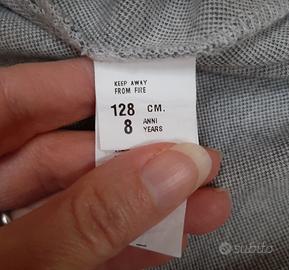 KEEP AWAY
FROM FIRE
128 CM.
8 ANNI
YEARS
subito